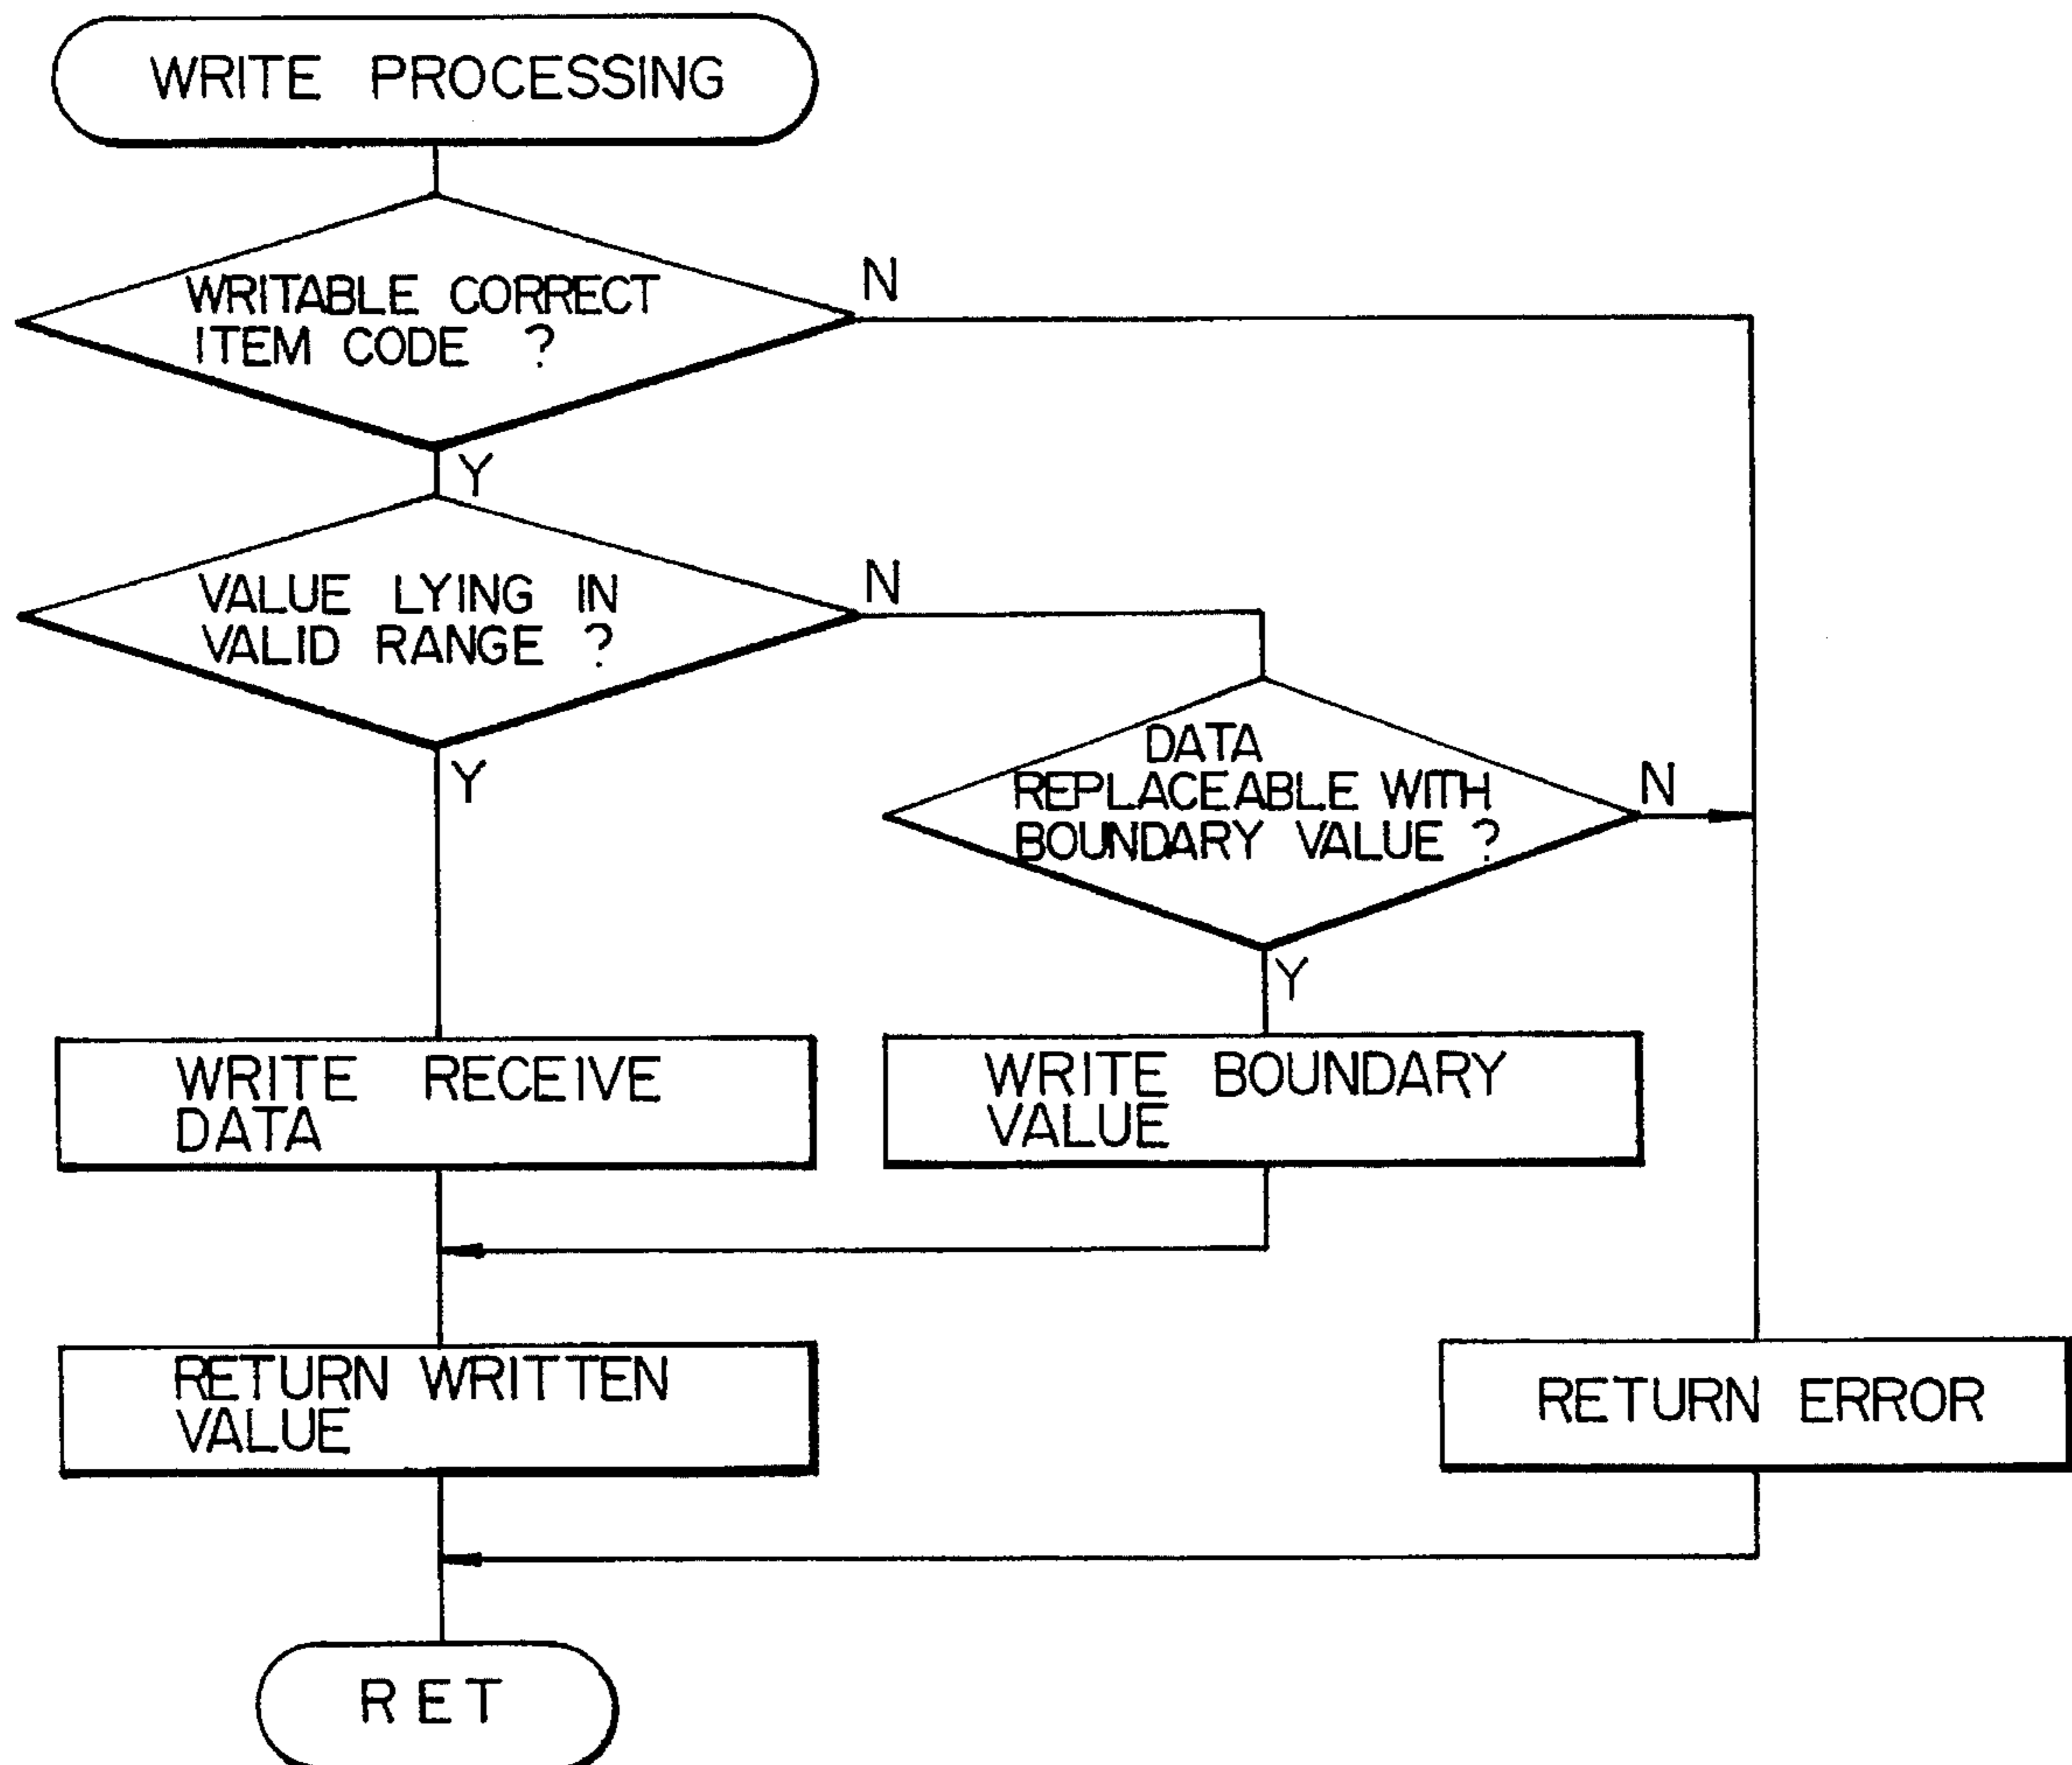 WRITE PROCESSING
WRITABLE CORRECT
ITEM CODE ?
N
Y
VALUE LYING IN
VALID RANGE ?
N
Y
DATA
REPLACEABLE WITH
BOUNDARY VALUE ?
N
Y
WRITE RECEIVE
DATA
WRITE BOUNDARY
VALUE
RETURN WRITTEN
VALUE
RETURN ERROR
RET